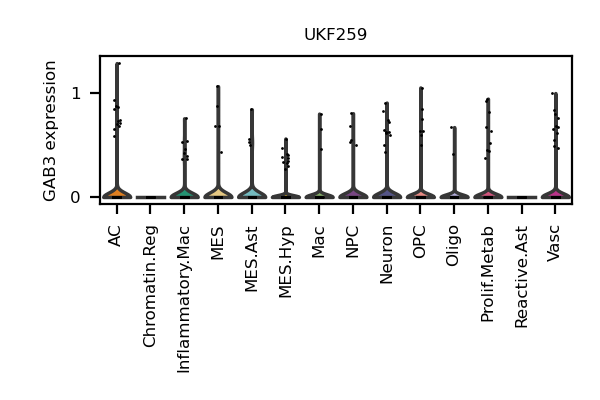 UKF259
GAB3 expression
1
0
AC
Chromatin.Reg
Inflammatory.Mac
MES
MES.Ast
MES.Hyp
Mac
NPC
Neuron
OPC
Oligo
Prolif.Metab
Reactive.Ast
Vasc